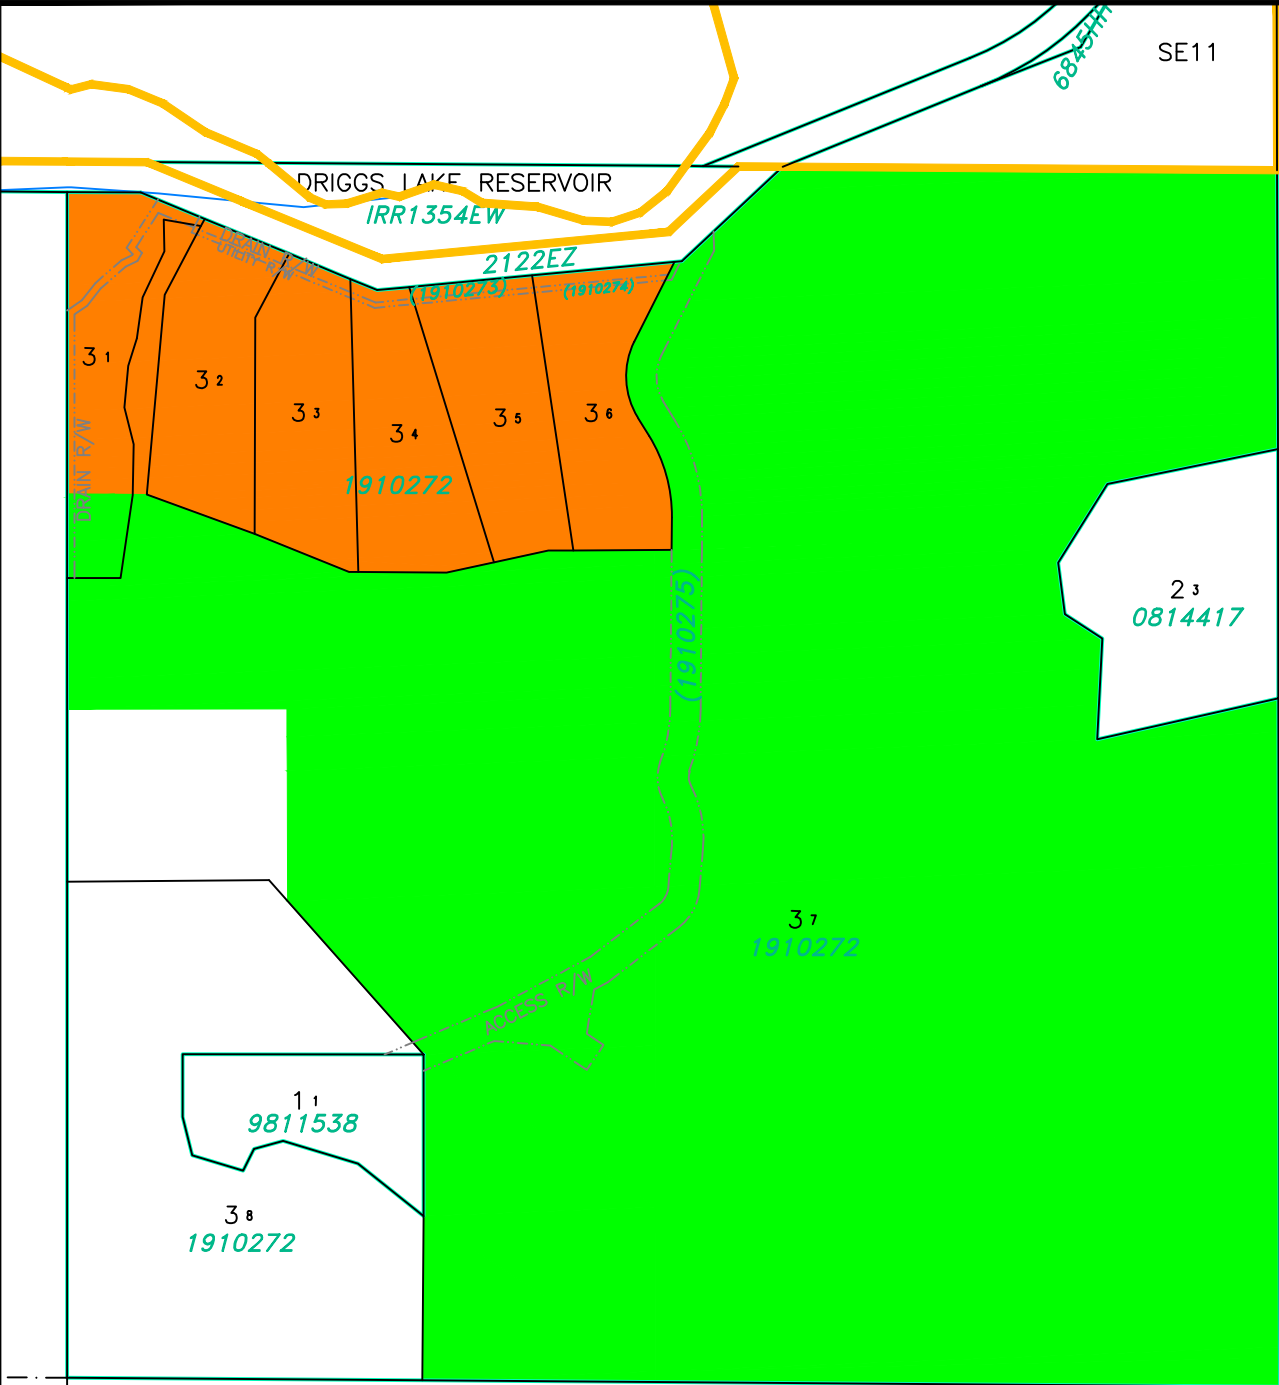 6845HH
SE11
DRIGGS LAKE RESERVOIR
IRR1354EW
DRAIN R/W
UTILITY R/W
2122EZ
(1910273)
(1910274)
3 1
3 2
3 3
3 4
3 5
3 6
DRAIN R/W
1910272
(1910275)
2 3
0814417
3 7
1910272
ACCESS R/W
1 1
9811538
3 8
1910272